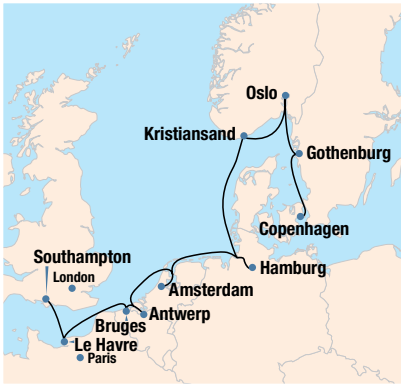 Oslo
Kristiansand
Gothenburg
Copenhagen
Southampton
London
Hamburg
Amsterdam
Antwerp
Bruges
Le Havre
Paris